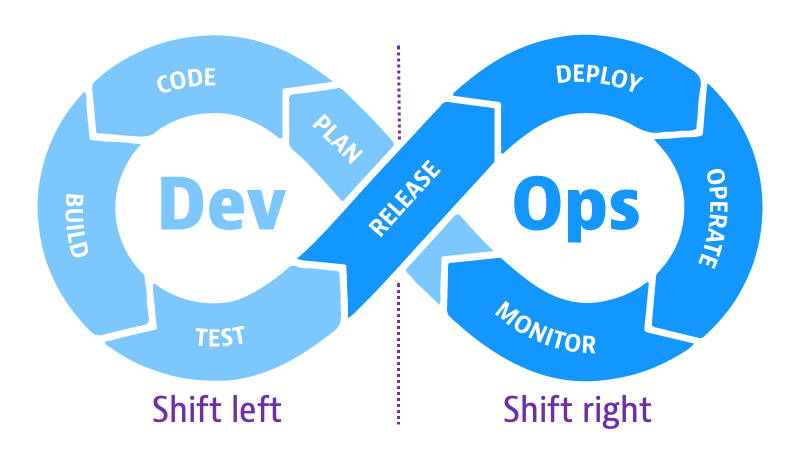 CODE
PLAN
BUILD
Dev
TEST
RELEASE
DEPLOY
OPERATE
Ops
MONITOR
Shift left
Shift right